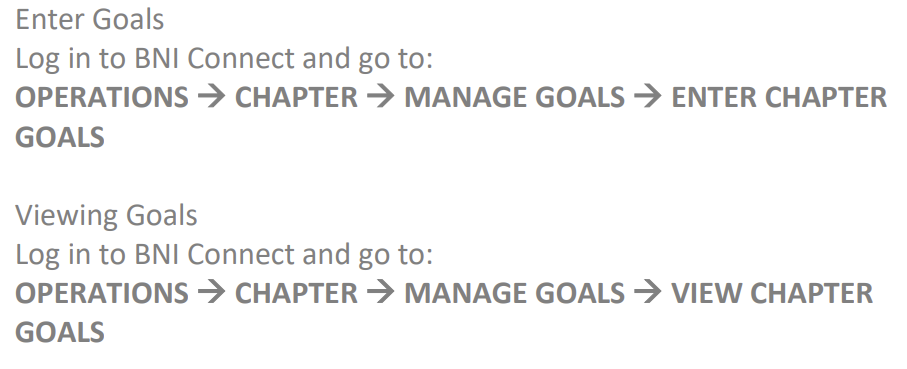 Enter Goals
Log in to BNI Connect and go to:
OPERATIONS → CHAPTER → MANAGE GOALS → ENTER CHAPTER
GOALS
Viewing Goals
Log in to BNI Connect and go to:
OPERATIONS → CHAPTER → MANAGE GOALS → VIEW CHAPTER
GOALS